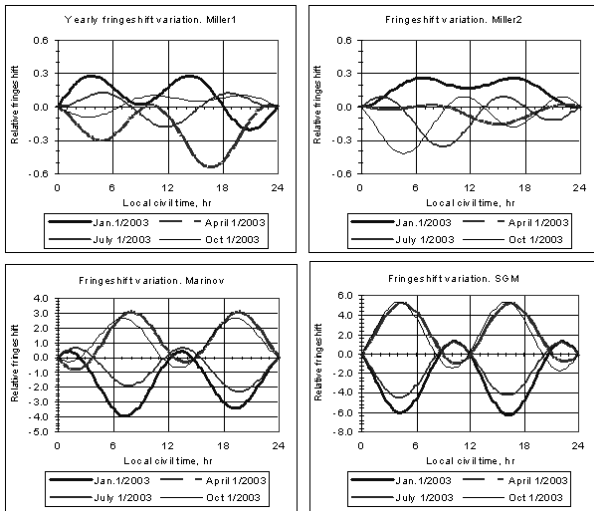 Yearly fringeshift variation. Miller1
Relative fringeshift
0.6
0.3
0.0
-0.3
-0.6
0 6 12 18 24
Local civil time, hr
Jan.1/2003 April 1/2003
July 1/2003 Oct 1/2003
Fringeshift variation. Miller2
Relative fringeshift
0.6
0.3
0.0
-0.3
-0.6
0 6 12 18 24
Local civil time, hr
Jan.1/2003 April 1/2003
July 1/2003 Oct 1/2003
Fringeshift variation. Marinov
Relative fringeshift
4.0
3.0
2.0
1.0
0.0
-1.0
-2.0
-3.0
-4.0
-5.0
0 6 12 18 24
Local civil time, hr
Jan.1/2003 April 1/2003
July 1/2003 Oct 1/2003
Fringeshift variation. SGM
Relative fringeshift
6.0
4.0
2.0
0.0
-2.0
-4.0
-6.0
-8.0
0 6 12 18 24
Local civil time, hr
Jan.1/2003 April 1/2003
July 1/2003 Oct 1/2003